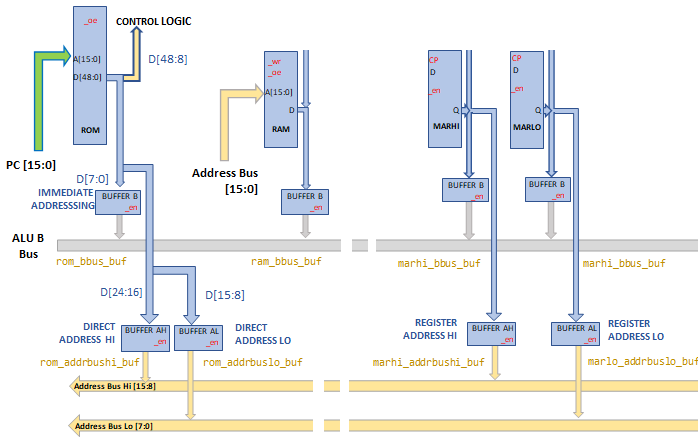 _oe
CONTROL LOGIC
D[48:8]
A[15:0]
D[48:0]
ROM
PC [15:0]
_wr
_oe
A[15:0]
D
RAM
Address Bus
[15:0]
CP
D
_en
Q
MARHI
CP
D
_en
Q
MARLO
D[7:0]
IMMEDIATE
ADDRESSSING
BUFFER B
_en
BUFFER B
_en
BUFFER B
_en
BUFFER B
_en
ALU B
Bus
rom_bbus_buf
ram_bbus_buf
marhi_bbus_buf
marhi_bbus_buf
D[24:16]
D[15:8]
DIRECT
ADDRESS HI
BUFFER AH
_en
BUFFER AL
_en
DIRECT
ADDRESS LO
REGISTER
ADDRESS HI
BUFFER AH
_en
BUFFER AL
_en
REGISTER
ADDRESS LO
rom_addrbushi_buf
rom_addrbuslo_buf
marhi_addrbushi_buf
marlo_addrbuslo_buf
Address Bus Hi [15:8]
Address Bus Lo [7:0]